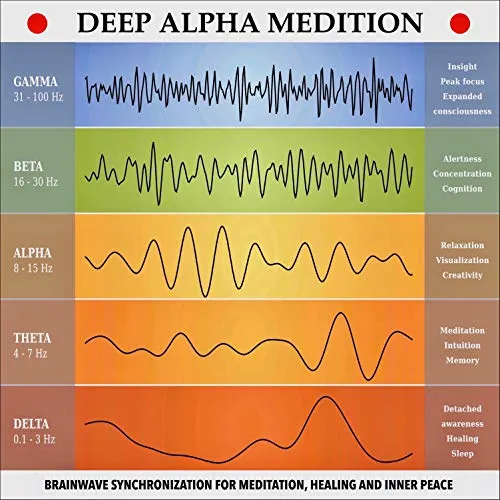 DEEP ALPHA MEDITION
GAMMA
31 - 100 Hz
Insight
Peak focus
Expanded
consciousness
BETA
16 - 30 Hz
Alertness
Concentration
Cognition
ALPHA
8 - 15 Hz
Relaxation
Visualization
Creativity
THETA
4 - 7 Hz
Meditation
Intuition
Memory
DELTA
0.1 - 3 Hz
Detached
awareness
Healing
Sleep
BRAINWAVE SYNCHRONIZATION FOR MEDITATION, HEALING AND INNER PEACE